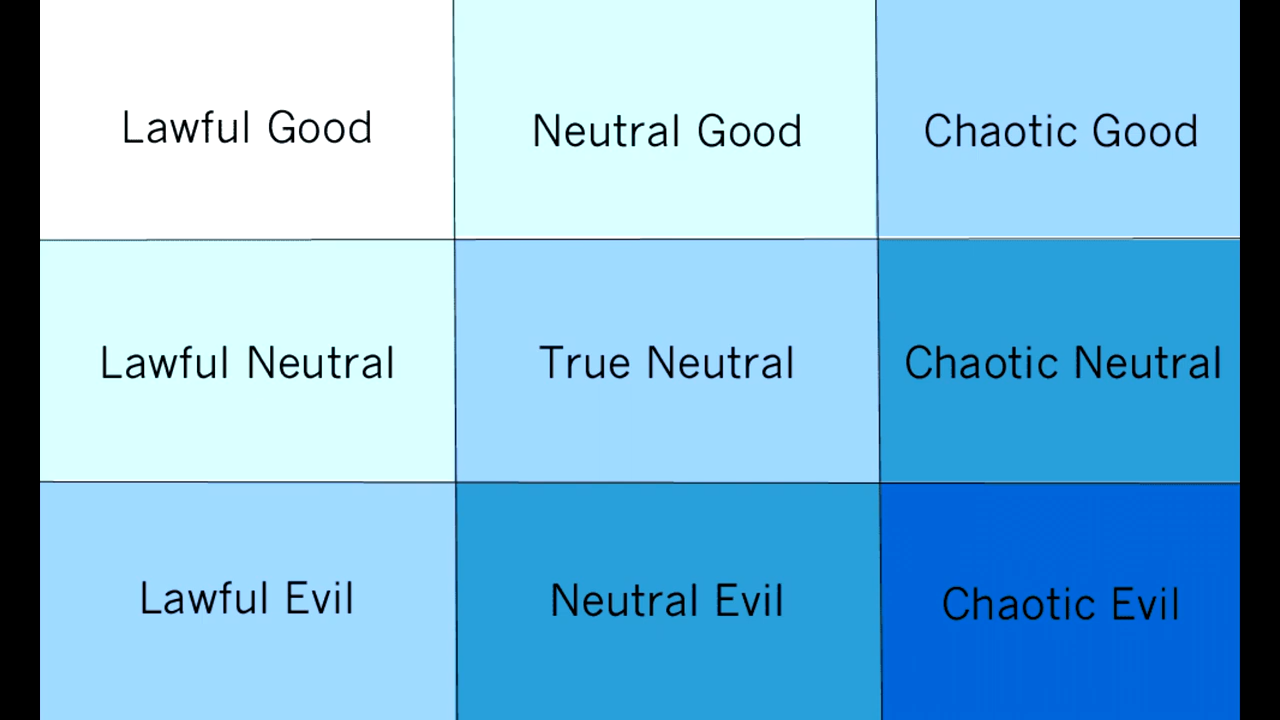 Lawful Good
Neutral Good
Chaotic Good
Lawful Neutral
True Neutral
Chaotic Neutral
Lawful Evil
Neutral Evil
Chaotic Evil